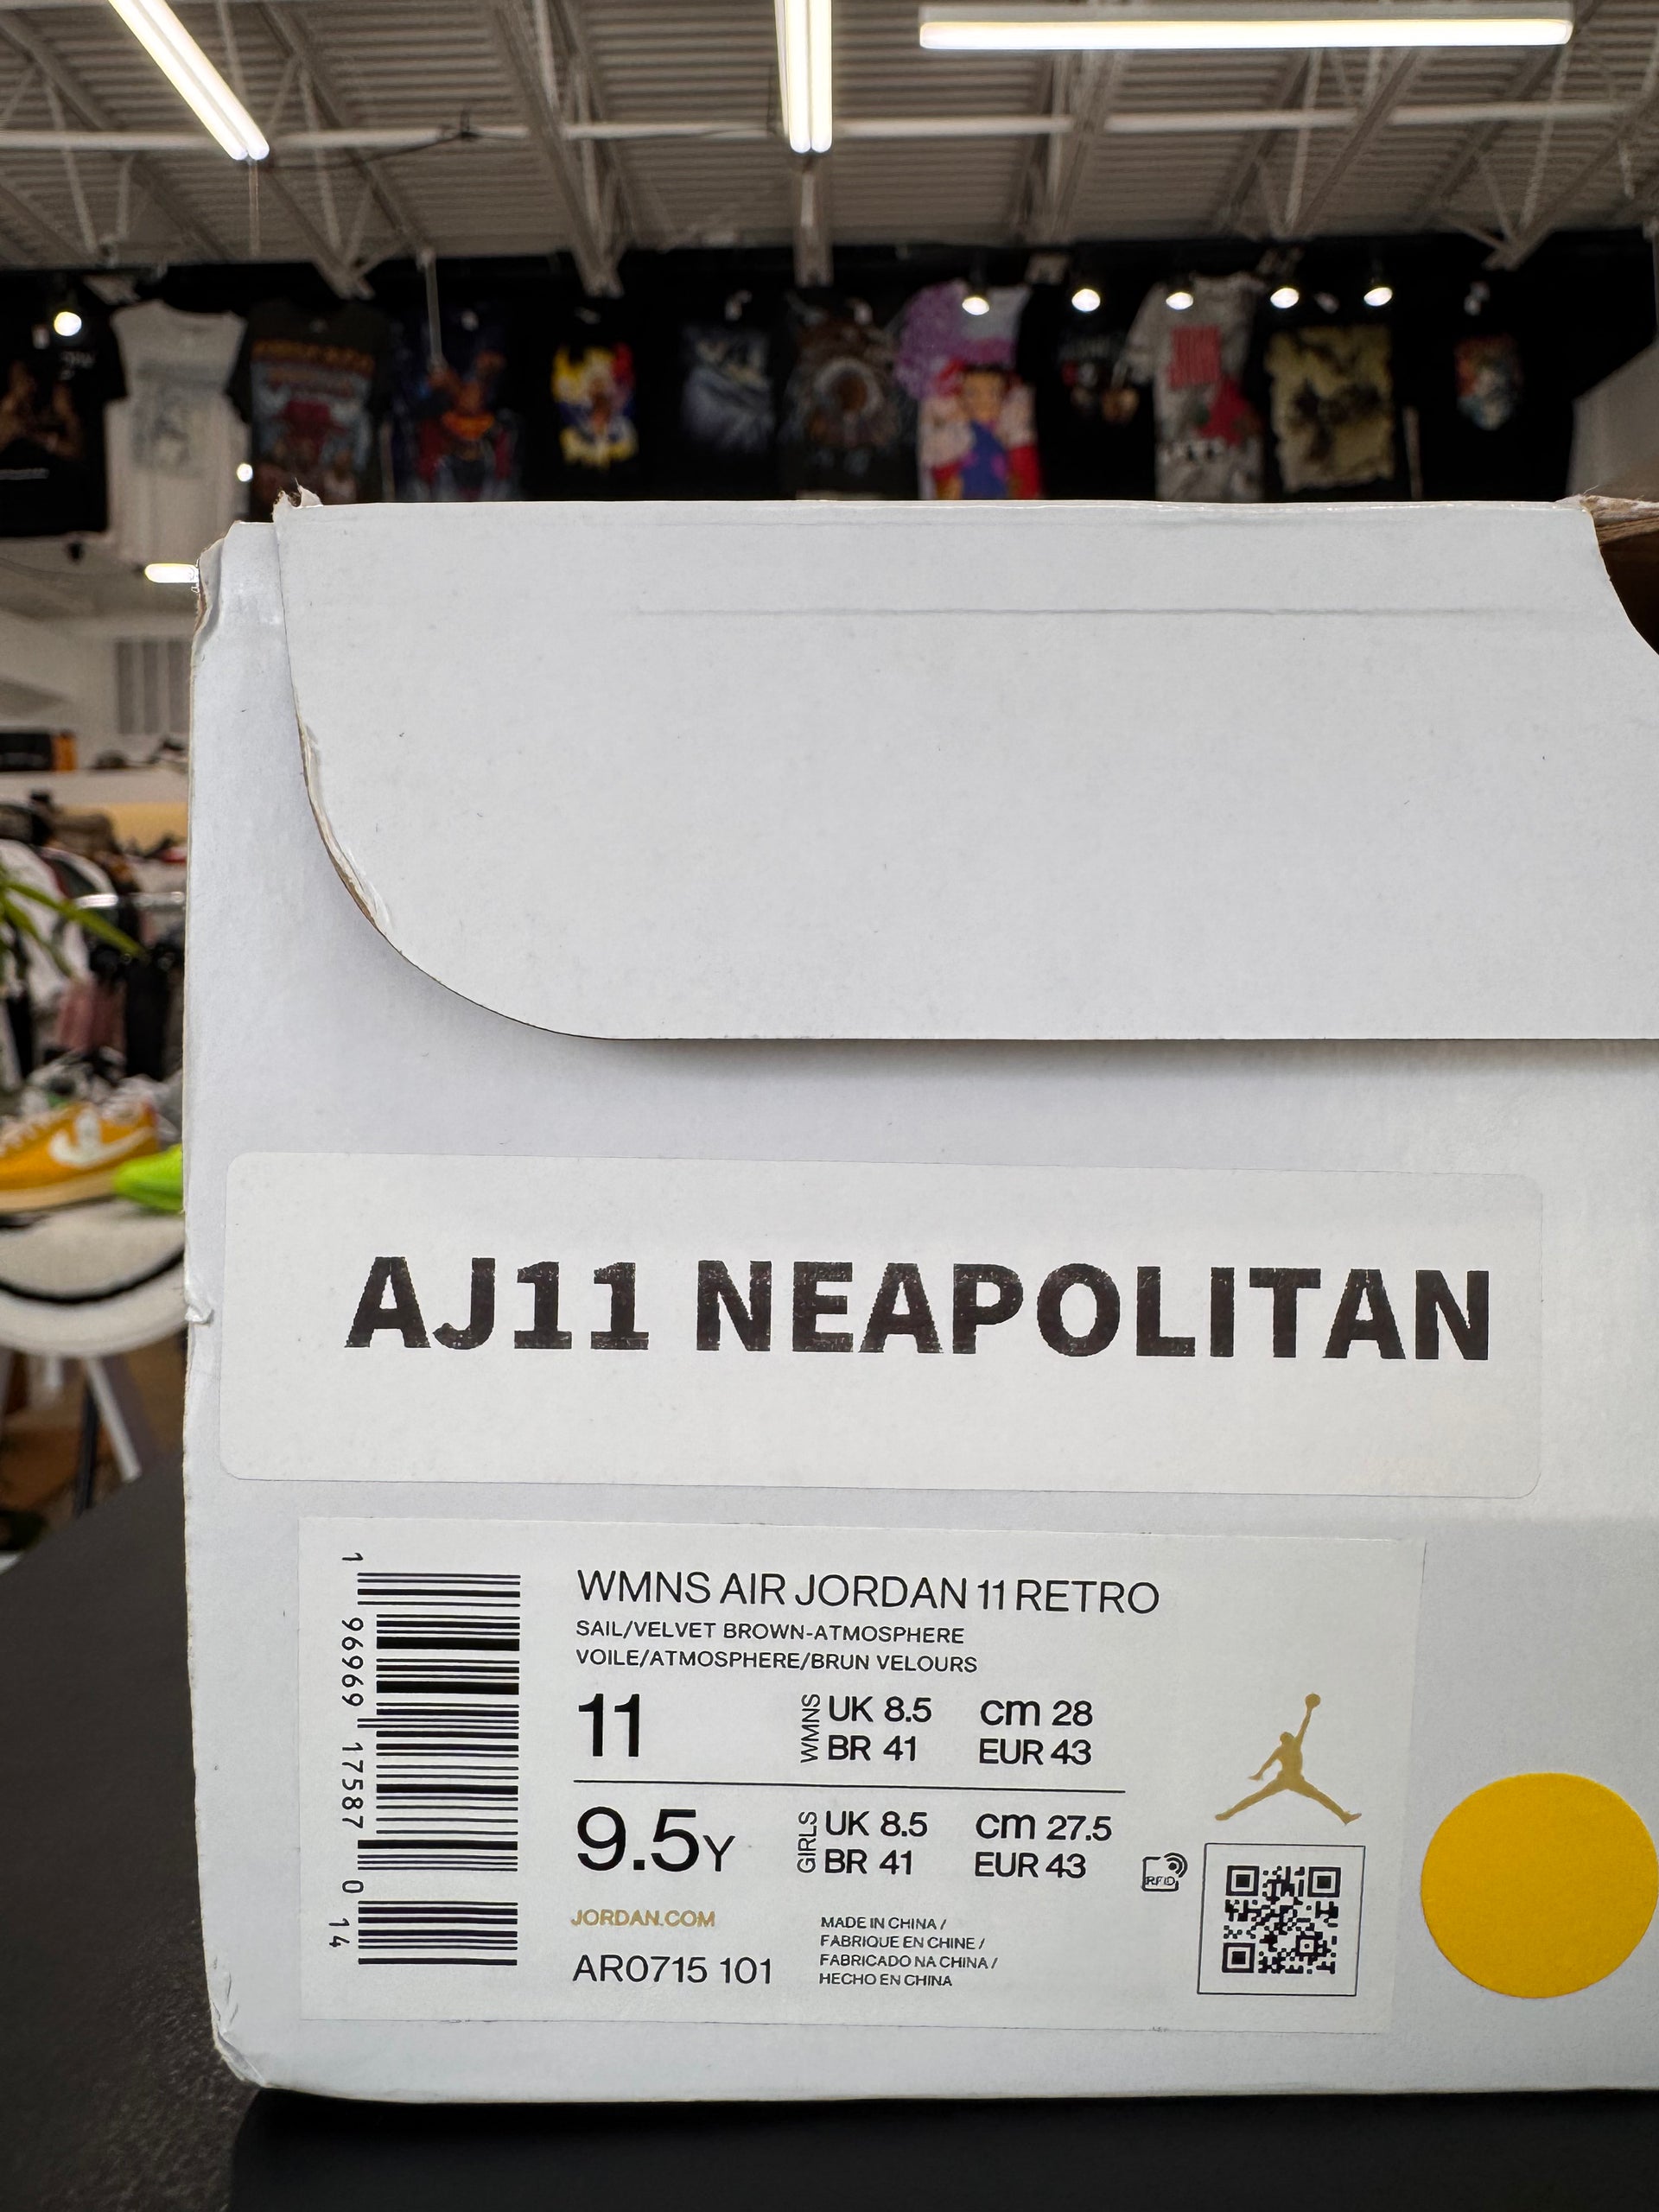 AJ11 NEAPOLITAN
WMNS AIR JORDAN 11 RETRO
SAIL/VELVET BROWN-ATMOSPHERE
VOILE/ATMOSPHERE/BRUN VELOURS
11
WMNS
UK 8.5
cm 28
BR 41
EUR 43
9.5Y
GIRLS
UK 8.5
cm 27.5
BR 41
EUR 43
RFID
JORDAN.COM
AR0715 101
MADE IN CHINA /
FABRIQUE EN CHINE /
FABRICADO NA CHINA /
HECHO EN CHINA
1 96969 17587 0 14